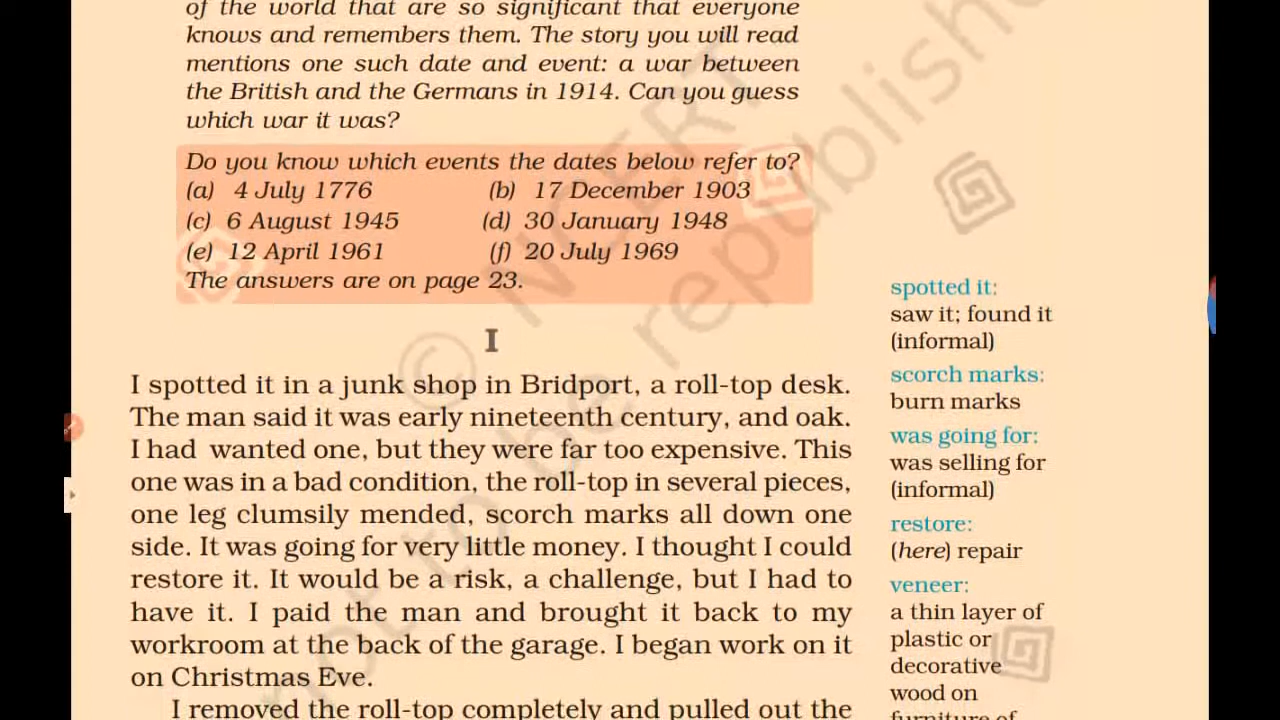 of the world that are so significant that everyone
knows and remembers them. The story you will read
mentions one such date and event: a war between
the British and the Germans in 1914. Can you guess
which war it was?
Do you know which events the dates below refer to?
(a) 4 July 1776 (b) 17 December 1903
(c) 6 August 1945 (d) 30 January 1948
(e) 12 April 1961 (f) 20 July 1969
The answers are on page 23.
I
I spotted it in a junk shop in Bridport, a roll-top desk.
The man said it was early nineteenth century, and oak.
I had wanted one, but they were far too expensive. This
one was in a bad condition, the roll-top in several pieces,
one leg clumsily mended, scorch marks all down one
side. It was going for very little money. I thought I could
restore it. It would be a risk, a challenge, but I had to
have it. I paid the man and brought it back to my
workroom at the back of the garage. I began work on it
on Christmas Eve.
I removed the roll-top completely and pulled out the
spotted it:
saw it; found it
(informal)
scorch marks:
burn marks
was going for:
was selling for
(informal)
restore:
(here) repair
veneer:
a thin layer of
plastic or
decorative
wood on
furniture of
© NCERT
not to be republished